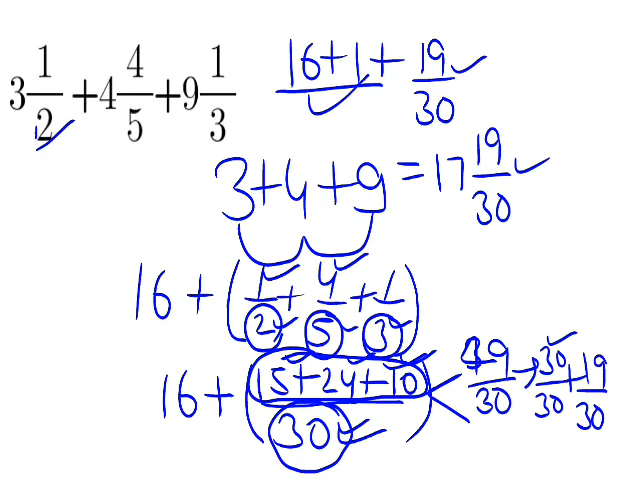 3 1/2 + 4 4/5 + 9 1/3
16+1+ 19/30
3+4+9 = 17 19/30
16 + (1/2 + 4/5 + 1/3)
16 + (15+24+10 / 30) < 49/30 → 30/30 + 19/30